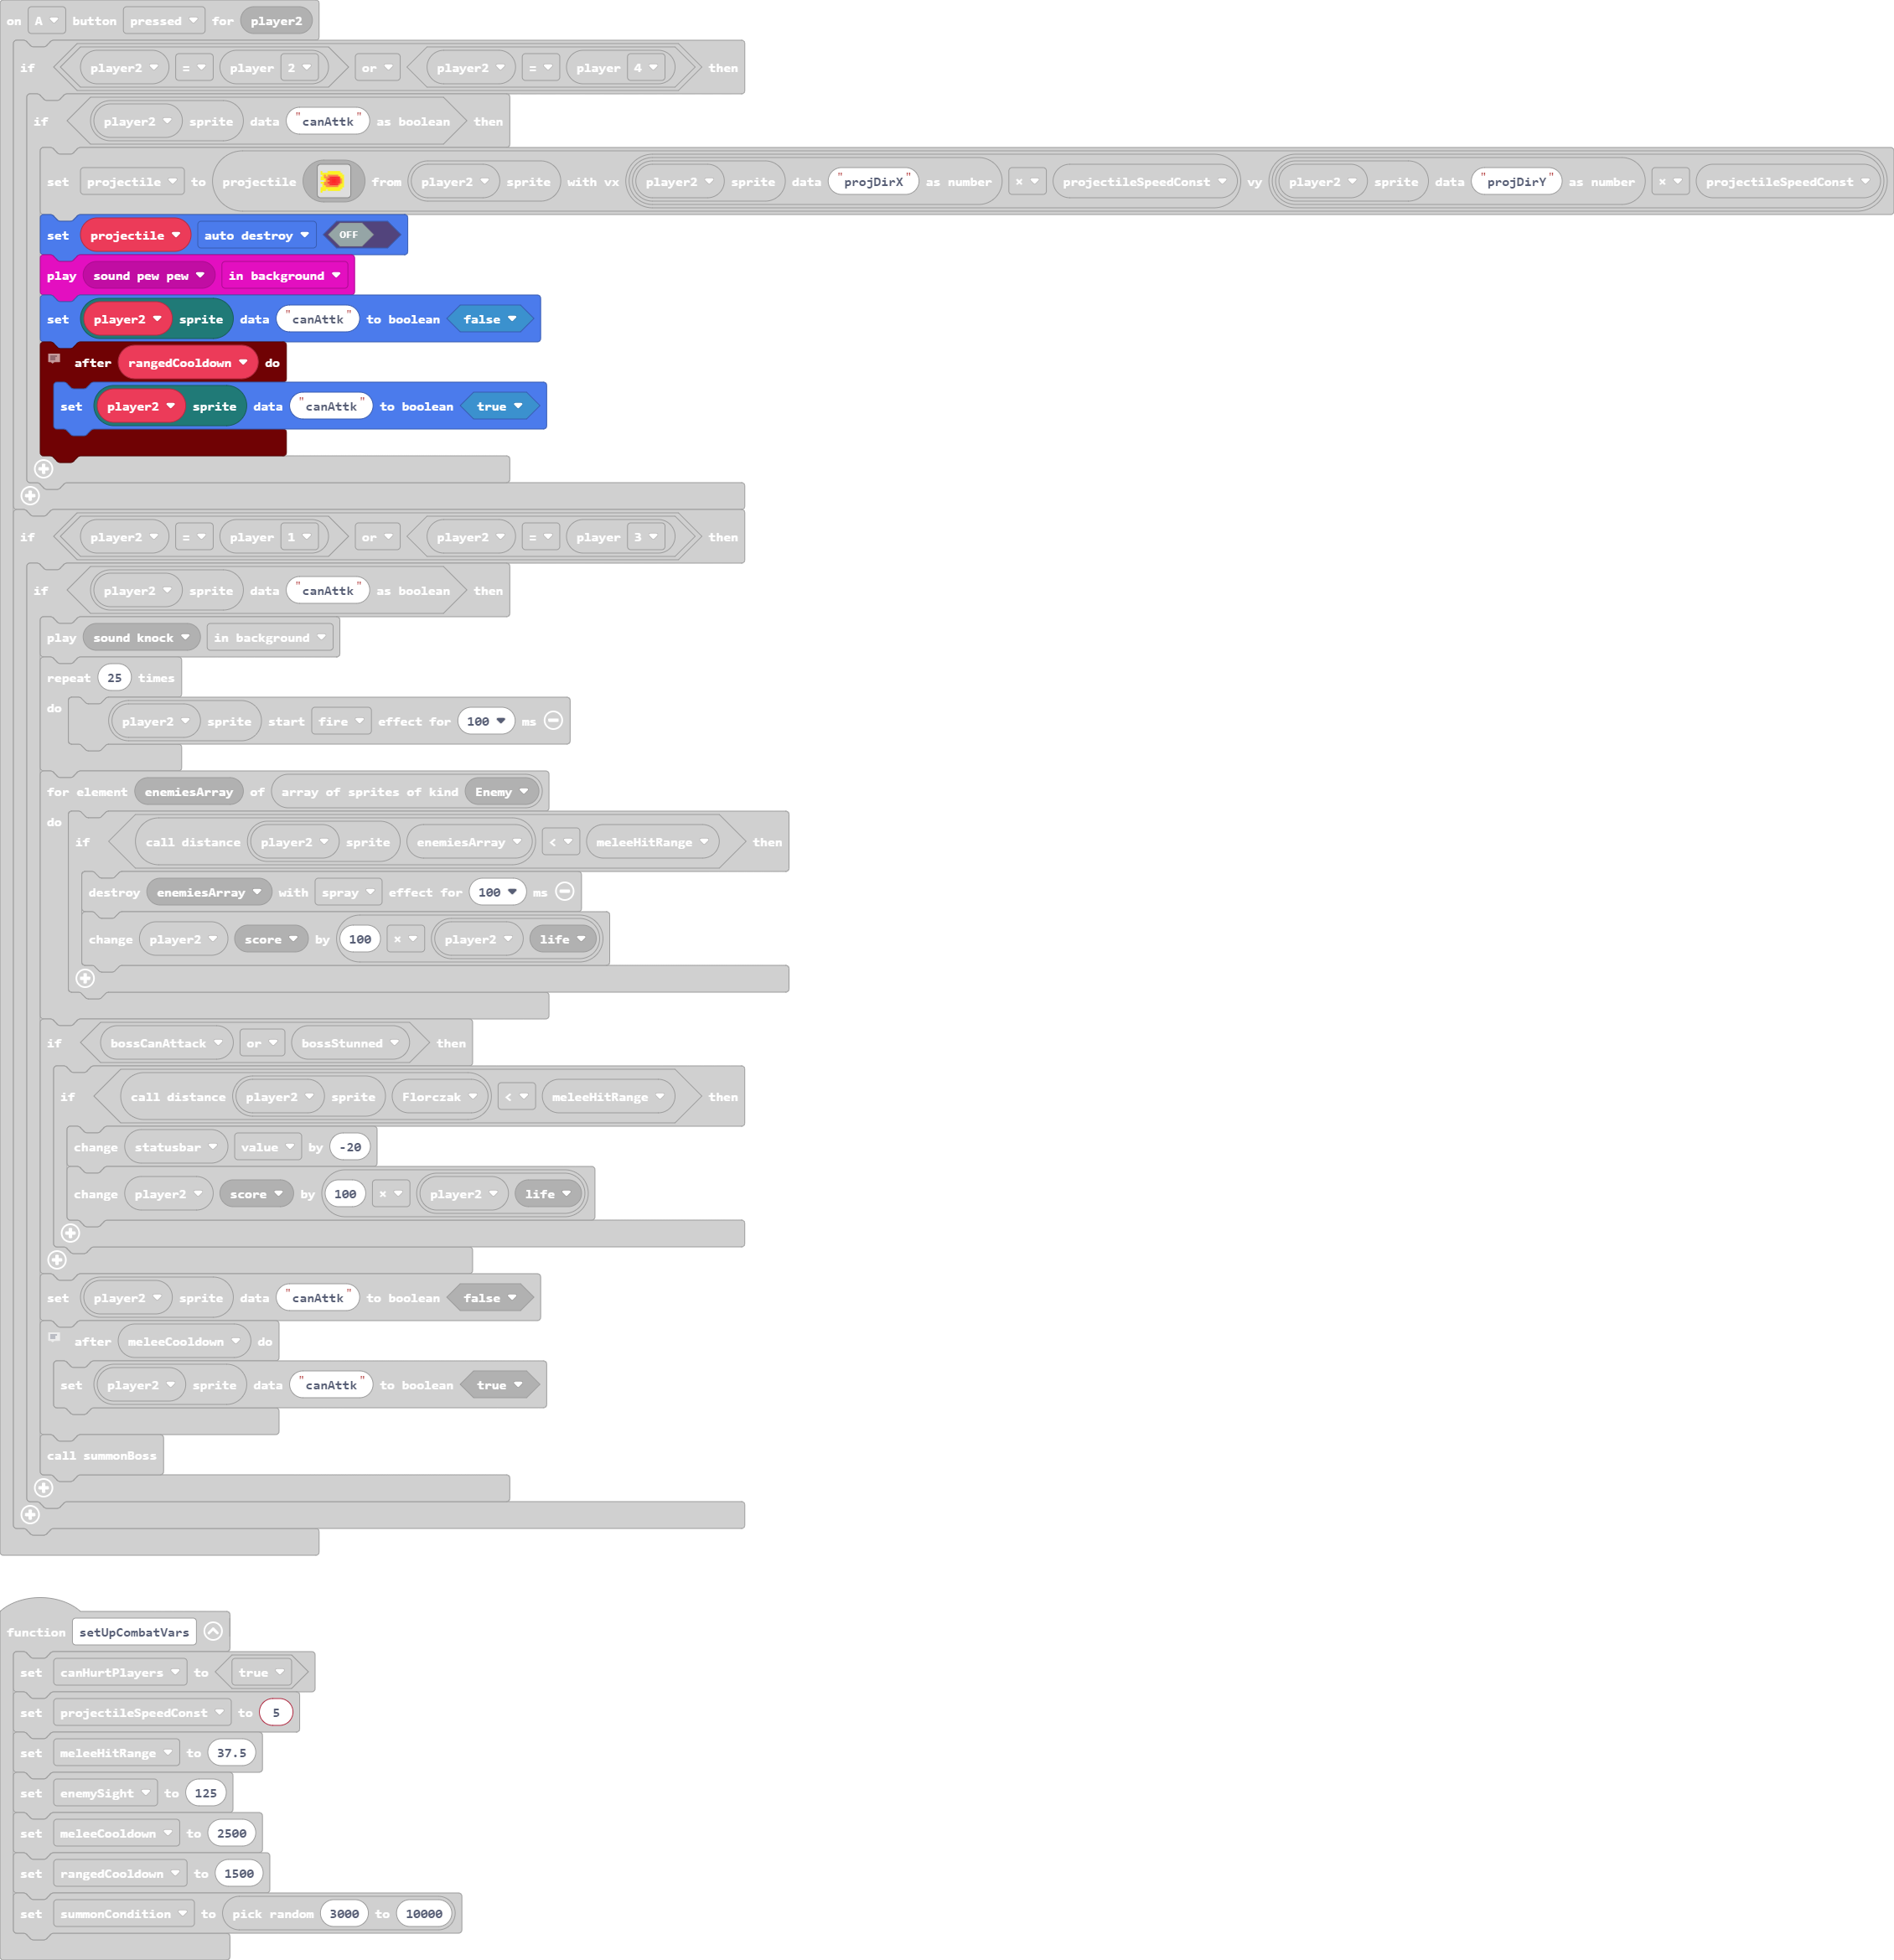 on A button pressed for player2
if player2 = player 2 or player2 = player 4 then
if player2 sprite data "canAttk" as boolean then
set projectile to projectile from player2 sprite with vx player2 sprite data "projDirX" as number × projectileSpeedConst vy player2 sprite data "projDirY" as number × projectileSpeedConst
set projectile auto destroy OFF
play sound pew pew in background
set player2 sprite data "canAttk" to boolean false
after rangedCooldown do
set player2 sprite data "canAttk" to boolean true
if player2 = player 1 or player2 = player 3 then
if player2 sprite data "canAttk" as boolean then
play sound knock in background
repeat 25 times
do
player2 sprite start fire effect for 100 ms
for element enemiesArray of array of sprites of kind Enemy
do
if call distance player2 sprite enemiesArray < meleeHitRange then
destroy enemiesArray with spray effect for 100 ms
change player2 score by 100 × player2 life
if bossCanAttack or bossStunned then
if call distance player2 sprite Florczak < meleeHitRange then
change statusbar value by -20
change player2 score by 100 × player2 life
set player2 sprite data "canAttk" to boolean false
after meleeCooldown do
set player2 sprite data "canAttk" to boolean true
call summonBoss
function setUpCombatVars
set canHurtPlayers to true
set projectileSpeedConst to 5
set meleeHitRange to 37.5
set enemySight to 125
set meleeCooldown to 2500
set rangedCooldown to 1500
set summonCondition to pick random 3000 to 10000